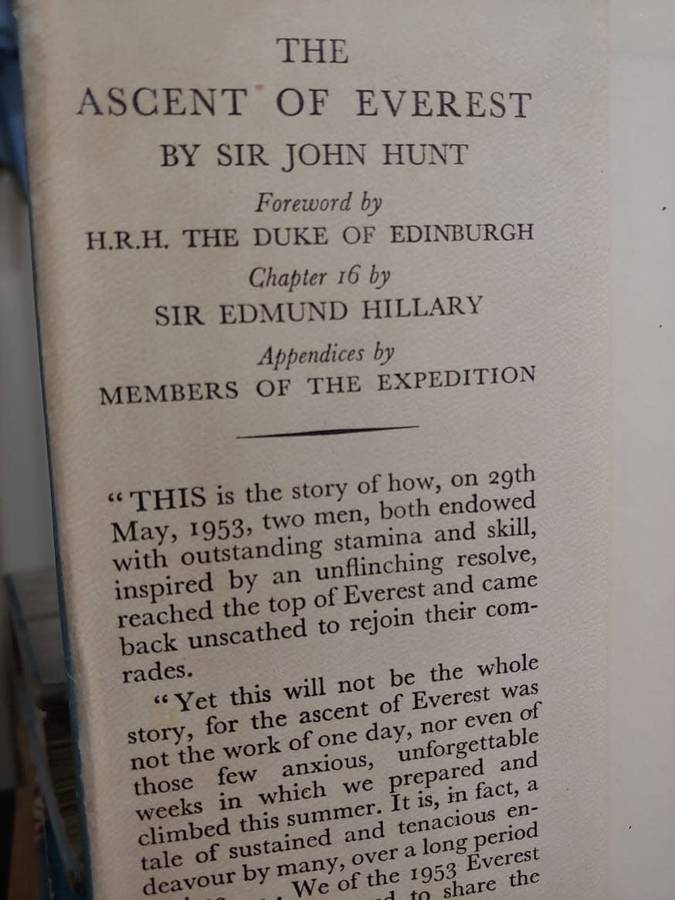 THE
ASCENT OF EVEREST
BY SIR JOHN HUNT
Foreword by
H.R.H. THE DUKE OF EDINBURGH
Chapter 16 by
SIR EDMUND HILLARY
Appendices by
MEMBERS OF THE EXPEDITION
“THIS is the story of how, on 29th
May, 1953, two men, both endowed
with outstanding stamina and skill,
inspired by an unflinching resolve,
reached the top of Everest and came
back unscathed to rejoin their com-
rades.
“Yet this will not be the whole
story, for the ascent of Everest was
not the work of one day, nor even of
those few anxious, unforgettable
weeks in which we prepared and
climbed this summer. It is, in fact, a
tale of sustained and tenacious en-
deavour by many, over a long period
We of the 1953 Everest
to share the